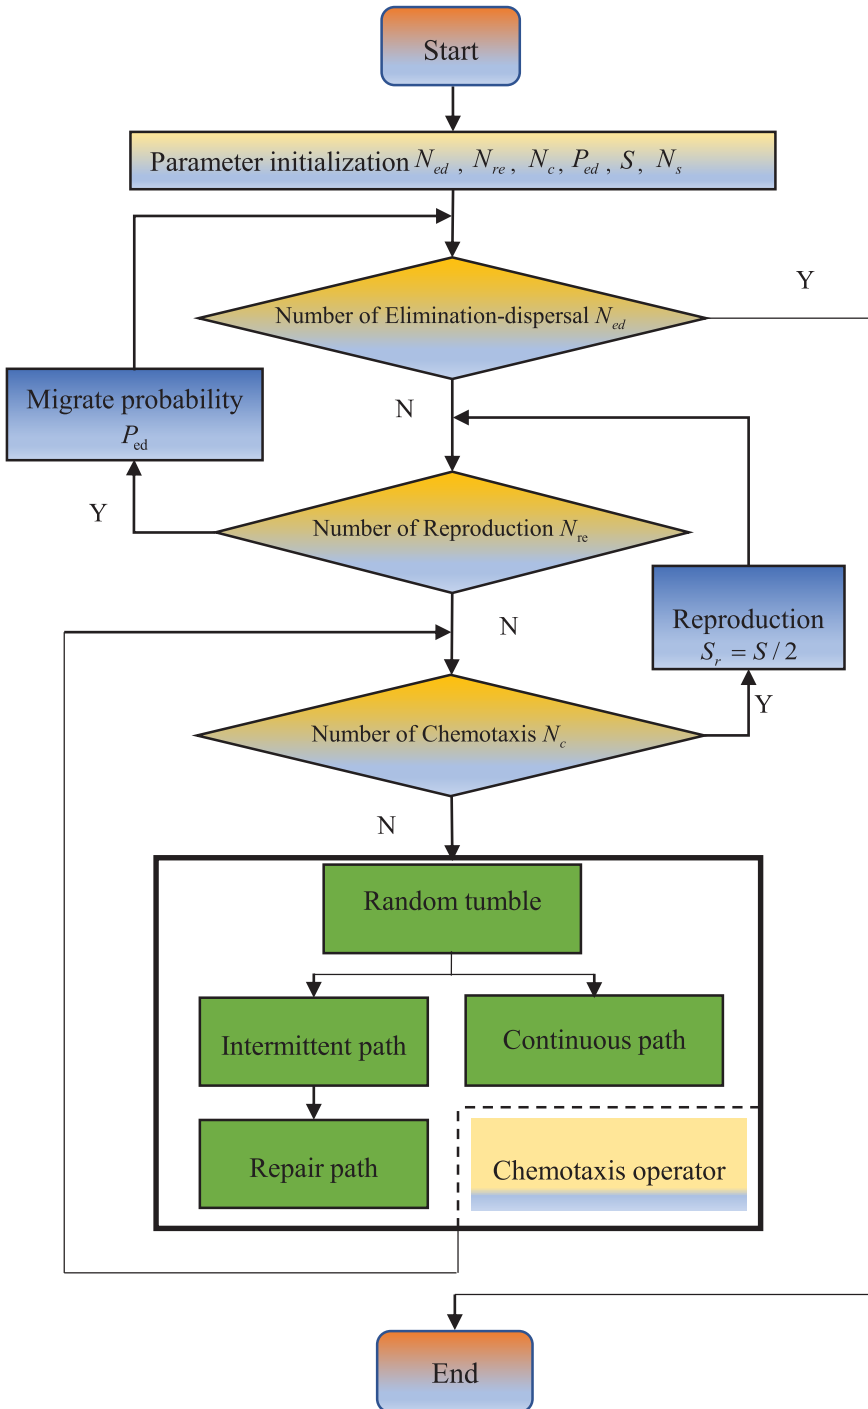 Start
Parameter initialization N_ed , N_re , N_c , P_ed , S , N_s
Y
Number of Elimination-dispersal N_ed
Migrate probability
P_ed
N
Y
Number of Reproduction N_re
N
Reproduction
S_r = S / 2
Y
Number of Chemotaxis N_c
N
Random tumble
Intermittent path
Continuous path
Repair path
Chemotaxis operator
End